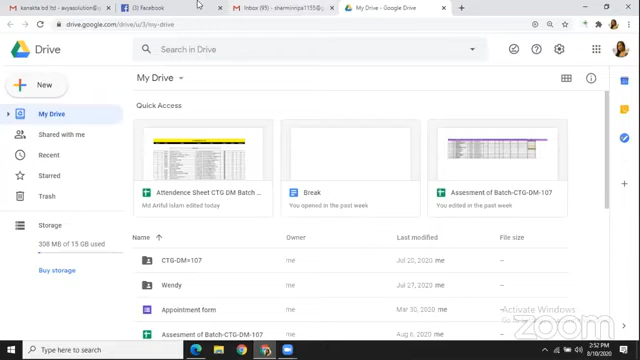 kanakta bd ltd - avyasolution@g
(3) Facebook
Inbox (95) - sharminripa1155@g
My Drive - Google Drive
drive.google.com/drive/u/3/my-drive
Drive
Search in Drive
New
My Drive
Shared with me
Recent
Starred
Trash
Storage
308 MB of 15 GB used
Buy storage
My Drive
Quick Access
Attendence Sheet CTG DM Batch ...
Md Ariful Islam edited today
Break
You opened in the past week
Assesment of Batch-CTG-DM-107
You edited in the past week
Name Owner Last modified File size
CTG-DM=107 me Jul 20, 2020 me –
Wendy me Jul 27, 2020 me –
Appointment form me Mar 30, 2020 me –
Assesment of Batch-CTG-DM-107 me Aug 6, 2020 me –
Activate Windows
zoom
Type here to search
2:52 PM
8/10/2020